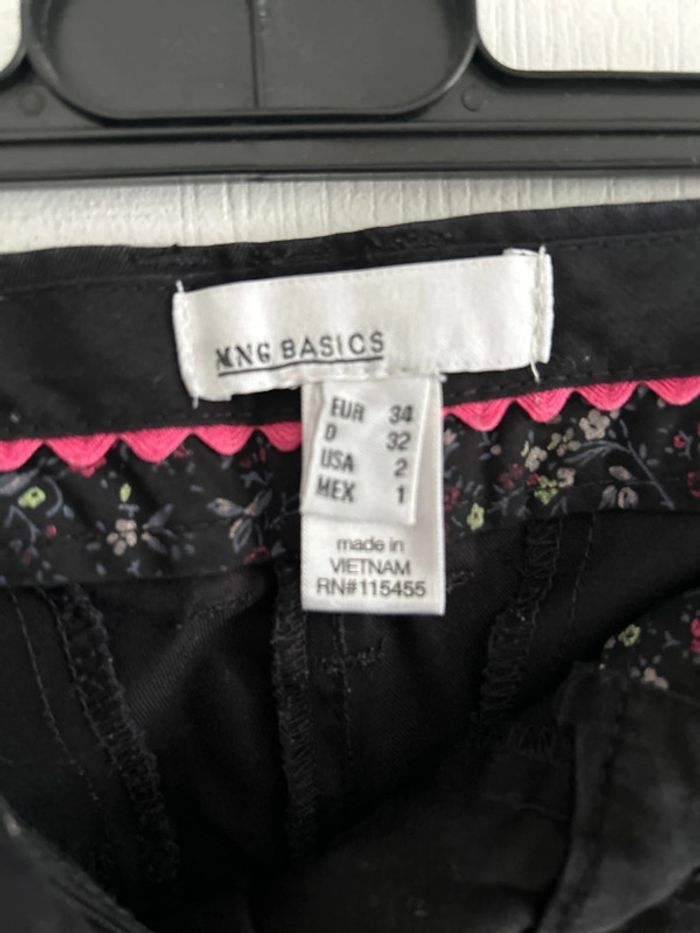 MNG BASICS
EUR 34
D 32
USA 2
MEX 1
made in
VIETNAM
RN#115455